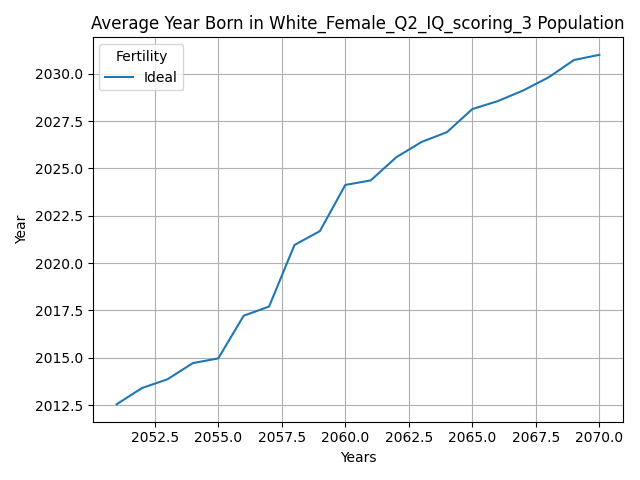 Average Year Born in White_Female_Q2_IQ_scoring_3 Population
Fertility
Ideal
2030.0
2027.5
2025.0
2022.5
2020.0
2017.5
2015.0
2012.5
Year
2052.5 2055.0 2057.5 2060.0 2062.5 2065.0 2067.5 2070.0
Years